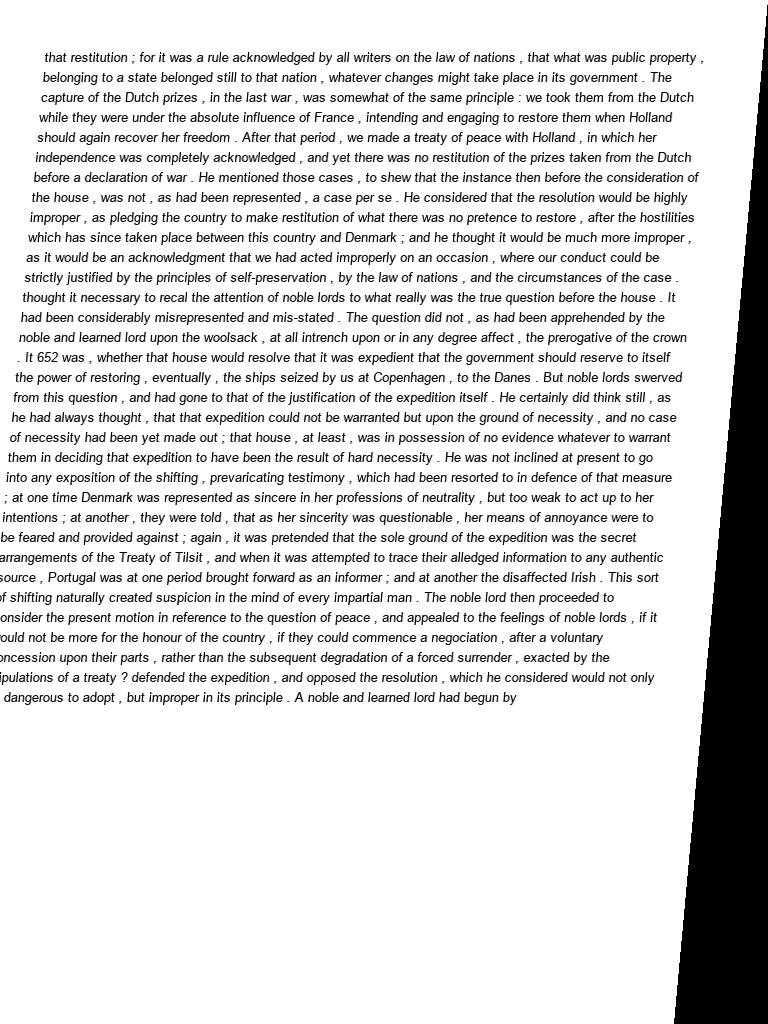 that restitution ; for it was a rule acknowledged by all writers on the law of nations , that what was public property ,
belonging to a state belonged still to that nation , whatever changes might take place in its government . The
capture of the Dutch prizes , in the last war , was somewhat of the same principle : we took them from the Dutch
while they were under the absolute influence of France , intending and engaging to restore them when Holland
should again recover her freedom . After that period , we made a treaty of peace with Holland , in which her
independence was completely acknowledged , and yet there was no restitution of the prizes taken from the Dutch
before a declaration of war . He mentioned those cases , to shew that the instance then before the consideration of
the house , was not , as had been represented , a case per se . He considered that the resolution would be highly
improper , as pledging the country to make restitution of what there was no pretence to restore , after the hostilities
which has since taken place between this country and Denmark ; and he thought it would be much more improper ,
as it would be an acknowledgment that we had acted improperly on an occasion , where our conduct could be
strictly justified by the principles of self-preservation , by the law of nations , and the circumstances of the case .
thought it necessary to recal the attention of noble lords to what really was the true question before the house . It
had been considerably misrepresented and mis-stated . The question did not , as had been apprehended by the
noble and learned lord upon the woolsack , at all intrench upon or in any degree affect , the prerogative of the crown
. It 652 was , whether that house would resolve that it was expedient that the government should reserve to itself
the power of restoring , eventually , the ships seized by us at Copenhagen , to the Danes . But noble lords swerved
from this question , and had gone to that of the justification of the expedition itself . He certainly did think still , as
he had always thought , that that expedition could not be warranted but upon the ground of necessity , and no case
of necessity had been yet made out ; that house , at least , was in possession of no evidence whatever to warrant
them in deciding that expedition to have been the result of hard necessity . He was not inclined at present to go
into any exposition of the shifting , prevaricating testimony , which had been resorted to in defence of that measure
; at one time Denmark was represented as sincere in her professions of neutrality , but too weak to act up to her
intentions ; at another , they were told , that as her sincerity was questionable , her means of annoyance were to
be feared and provided against ; again , it was pretended that the sole ground of the expedition was the secret
arrangements of the Treaty of Tilsit , and when it was attempted to trace their alledged information to any authentic
source , Portugal was at one period brought forward as an informer ; and at another the disaffected Irish . This sort
of shifting naturally created suspicion in the mind of every impartial man . The noble lord then proceeded to
onsider the present motion in reference to the question of peace , and appealed to the feelings of noble lords , if it
ould not be more for the honour of the country , if they could commence a negociation , after a voluntary
oncession upon their parts , rather than the subsequent degradation of a forced surrender , exacted by the
ipulations of a treaty ? defended the expedition , and opposed the resolution , which he considered would not only
dangerous to adopt , but improper in its principle . A noble and learned lord had begun by